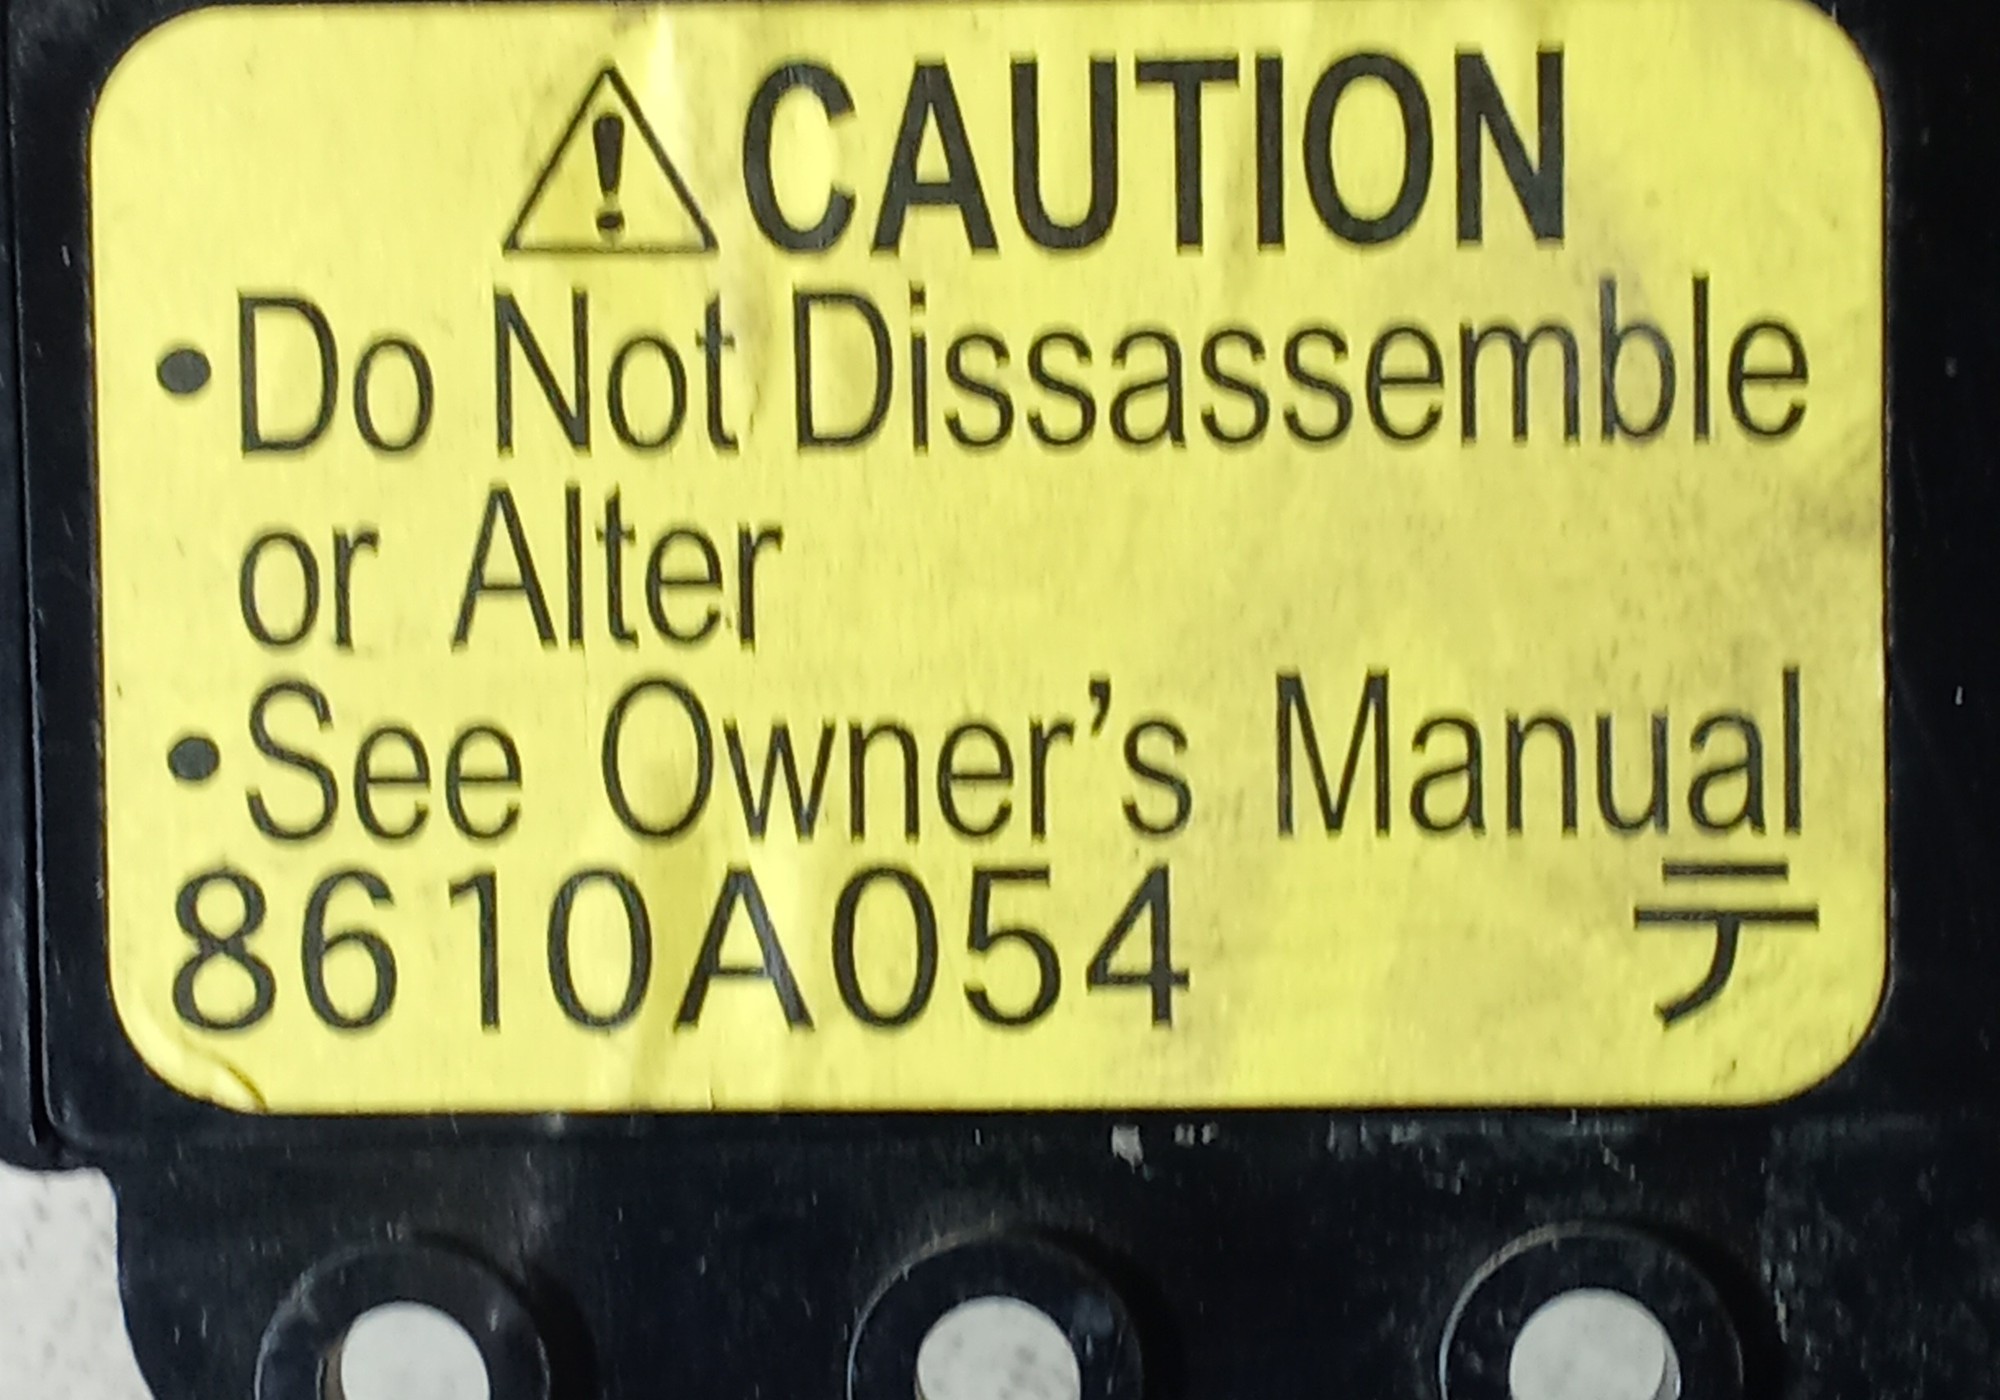 ⚠ CAUTION
•Do Not Dissassemble
or Alter
•See Owner's Manual
8610A054 テ